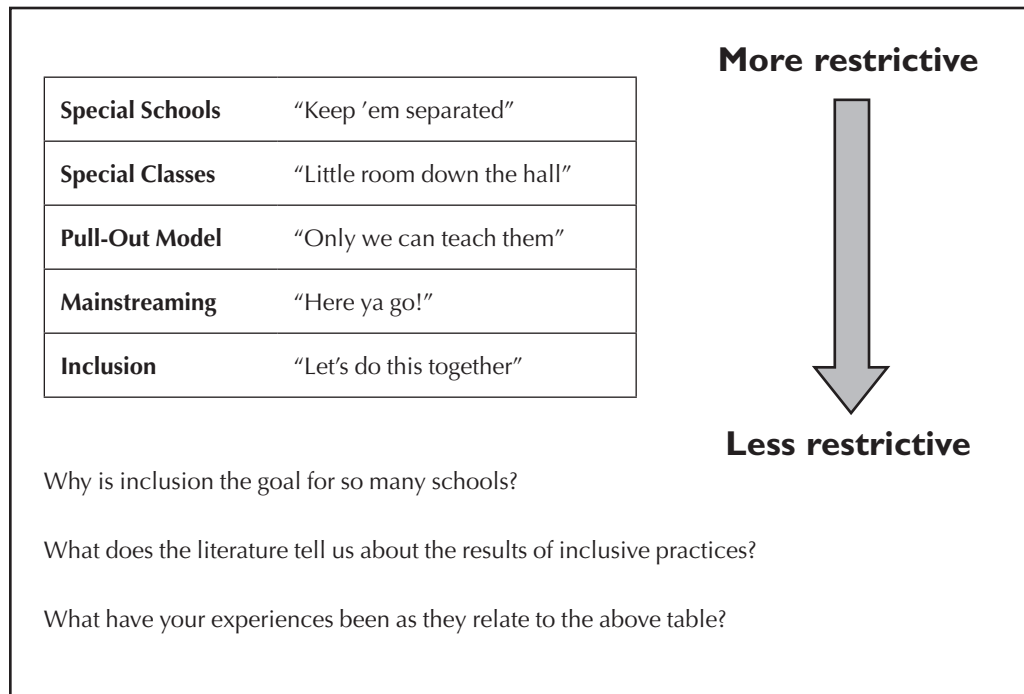 More restrictive
Special Schools “Keep ’em separated”
Special Classes “Little room down the hall”
Pull-Out Model “Only we can teach them”
Mainstreaming “Here ya go!”
Inclusion “Let’s do this together”
Less restrictive
Why is inclusion the goal for so many schools?
What does the literature tell us about the results of inclusive practices?
What have your experiences been as they relate to the above table?